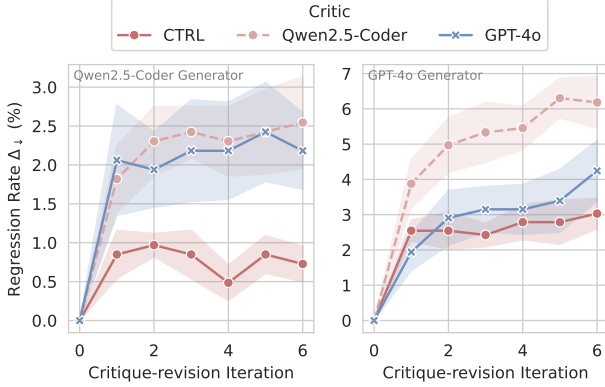 Critic
CTRL
Qwen2.5-Coder
GPT-4o
Regression Rate Δ↓ (%)
Qwen2.5-Coder Generator
3.0
2.5
2.0
1.5
1.0
0.5
0.0
0
2
4
6
Critique-revision Iteration
GPT-4o Generator
7
6
5
4
3
2
1
0
0
2
4
6
Critique-revision Iteration